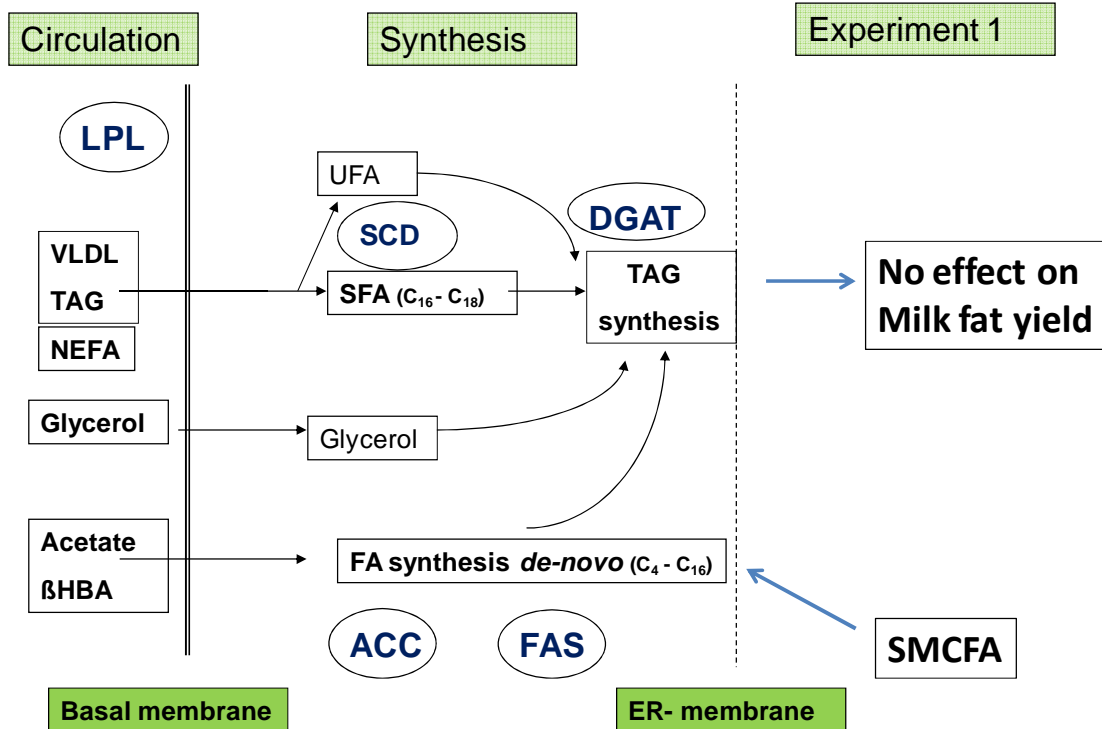 Circulation
Synthesis
Experiment 1
LPL
UFA
SCD
DGAT
VLDL
TAG
NEFA
SFA (C₁₆ - C₁₈)
TAG
synthesis
No effect on
Milk fat yield
Glycerol
Glycerol
Acetate
ßHBA
FA synthesis de-novo (C₄ - C₁₆)
ACC
FAS
SMCFA
Basal membrane
ER- membrane